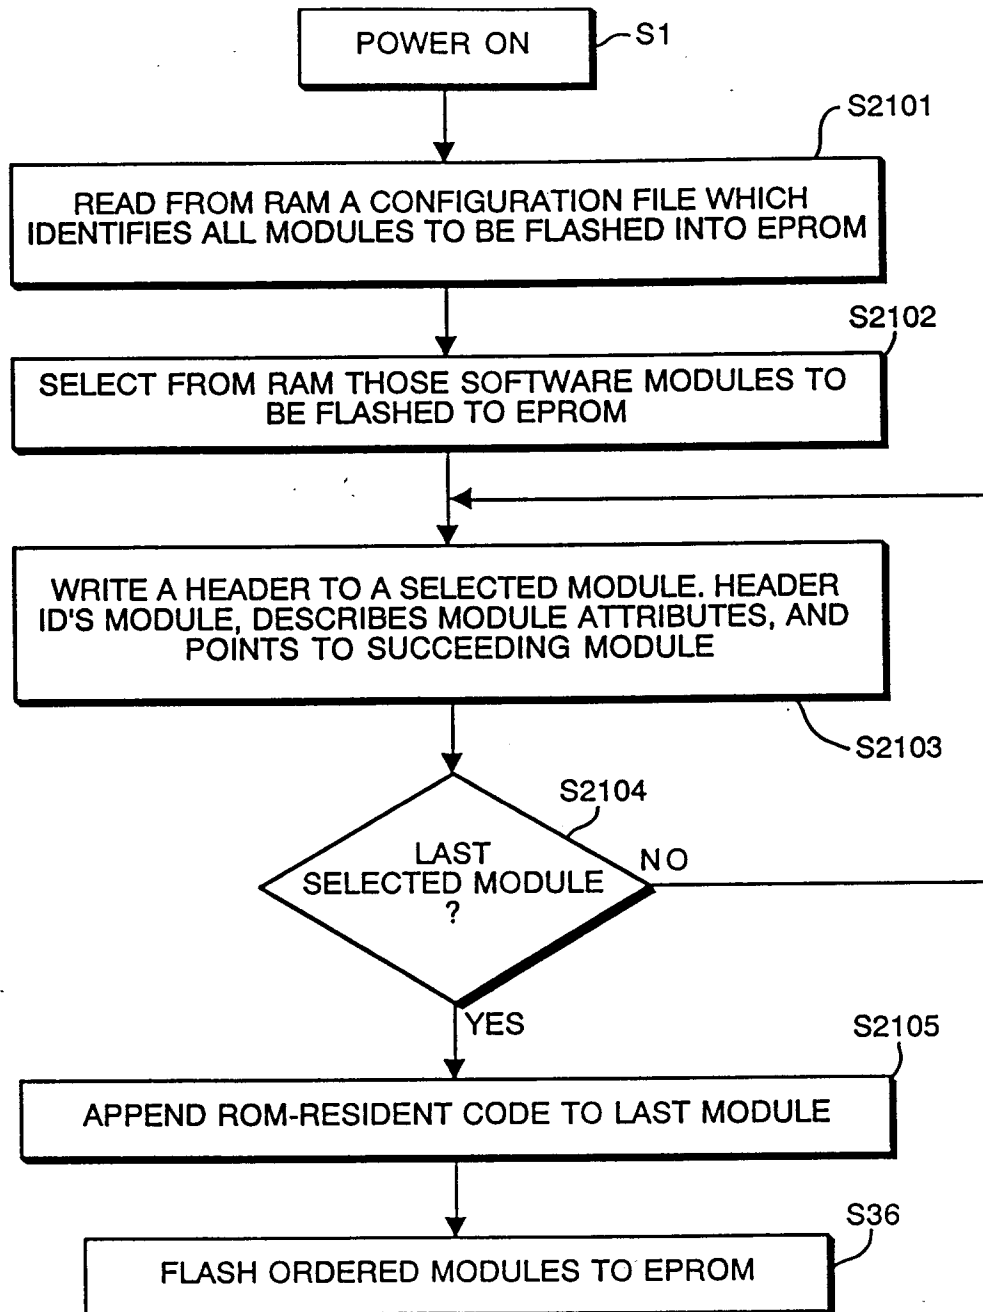 POWER ON
S1
S2101
READ FROM RAM A CONFIGURATION FILE WHICH
IDENTIFIES ALL MODULES TO BE FLASHED INTO EPROM
S2102
SELECT FROM RAM THOSE SOFTWARE MODULES TO
BE FLASHED TO EPROM
WRITE A HEADER TO A SELECTED MODULE. HEADER
ID'S MODULE, DESCRIBES MODULE ATTRIBUTES, AND
POINTS TO SUCCEEDING MODULE
S2103
S2104
LAST
SELECTED MODULE
?
NO
YES
S2105
APPEND ROM-RESIDENT CODE TO LAST MODULE
S36
FLASH ORDERED MODULES TO EPROM